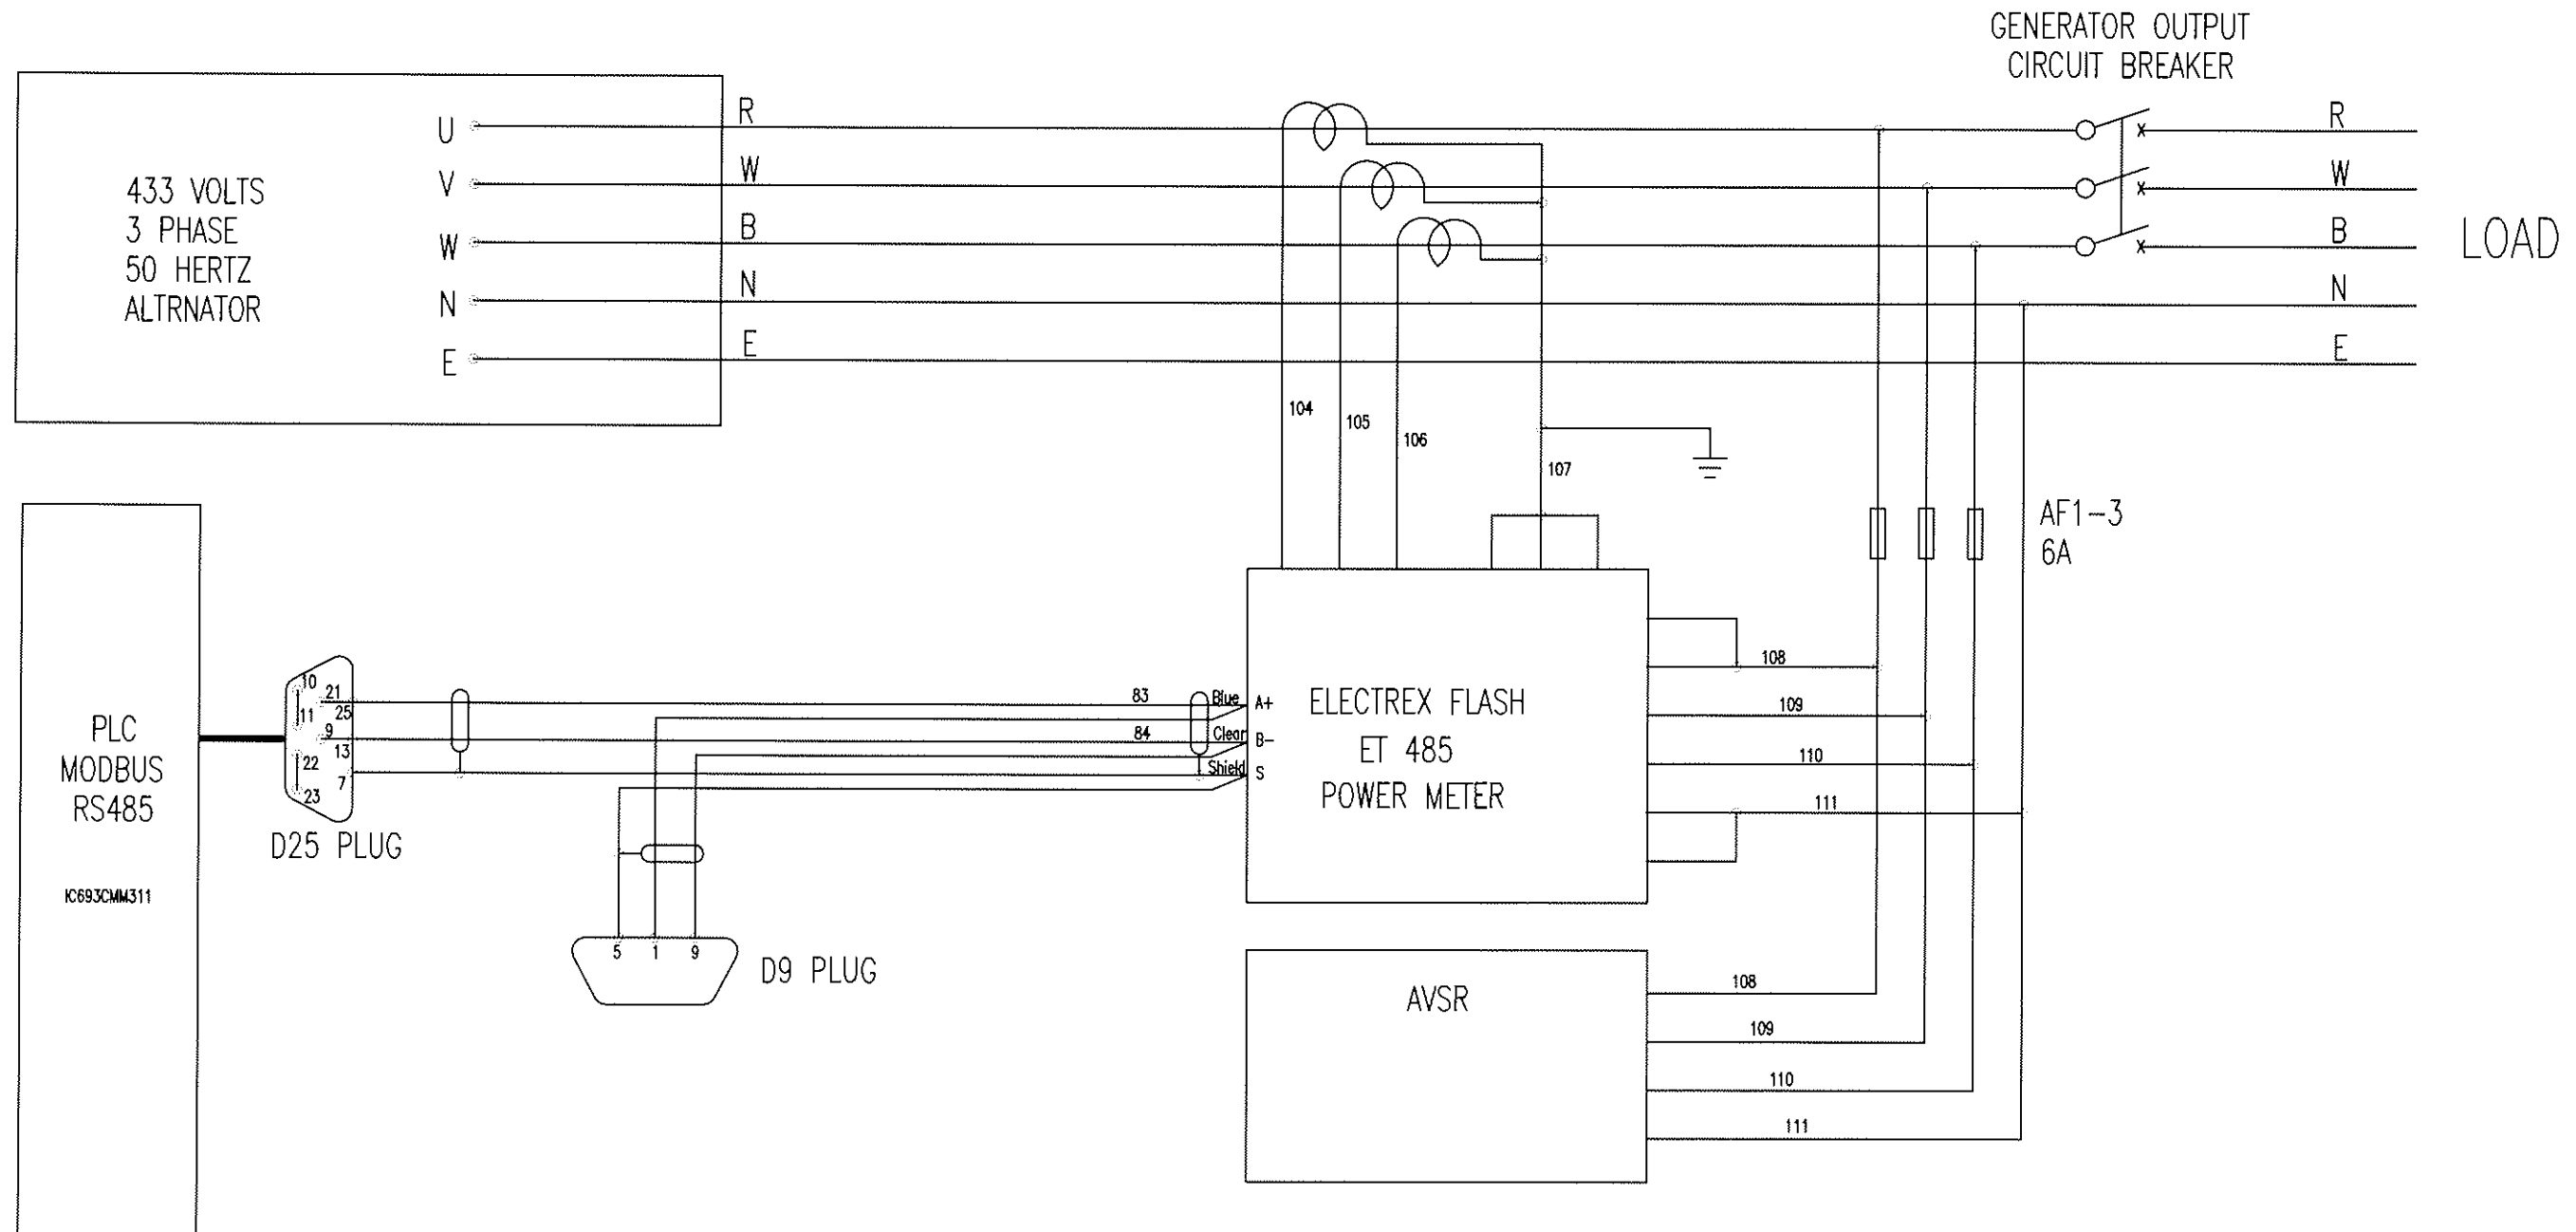 GENERATOR OUTPUT
CIRCUIT BREAKER
433 VOLTS
3 PHASE
50 HERTZ
ALTRNATOR
U
V
W
N
E
R
W
B
N
E
R
W
B
N
E
LOAD
104
105
106
107
AF1-3
6A
PLC
MODBUS
RS485
IC693CMM311
10
21
11
25
9
13
22
7
23
D25 PLUG
83
Blue
A+
84
Clear
B-
Shield
S
5
1
9
D9 PLUG
ELECTREX FLASH
ET 485
POWER METER
108
109
110
111
AVSR
108
109
110
111